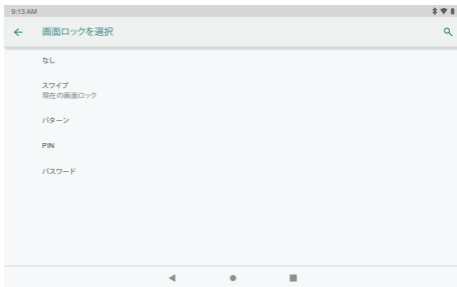 9:13 AM
画面ロックを選択
なし
スワイプ
現在の画面ロック
パターン
PIN
パスワード